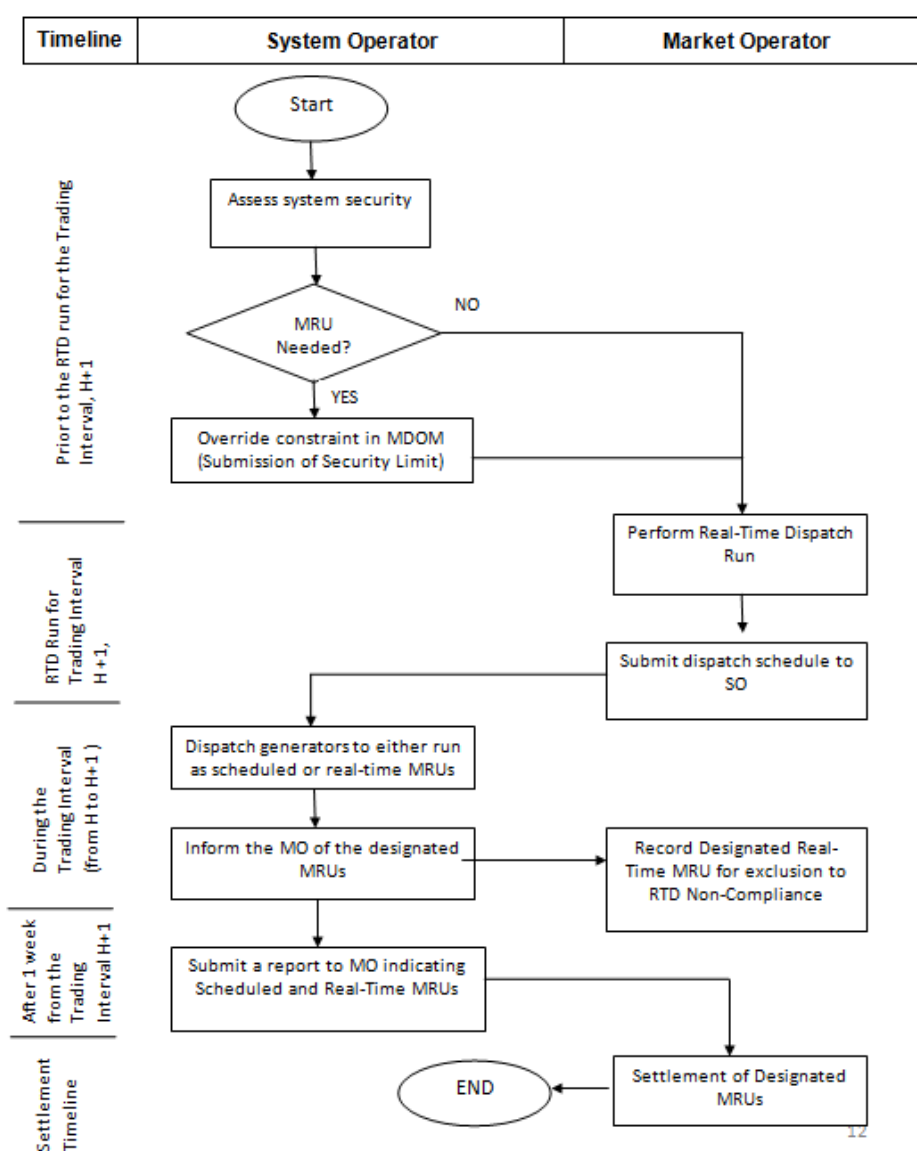 Timeline
System Operator
Market Operator
Start
Assess system security
Prior to the RTD run for the Trading
Interval, H+1
NO
MRU
Needed?
YES
Override constraint in MDOM
(Submission of Security Limit)
RTD Run for
Trading Interval
H+1,
Perform Real-Time Dispatch
Run
Submit dispatch schedule to
SO
During the
Trading Interval
(from H to H+1)
Dispatch generators to either run
as scheduled or real-time MRUs
Inform the MO of the designated
MRUs
Record Designated Real-
Time MRU for exclusion to
RTD Non-Compliance
After 1 week
from the
Trading
Interval H+1
Submit a report to MO indicating
Scheduled and Real-Time MRUs
Settlement
Timeline
END
Settlement of Designated
MRUs
12